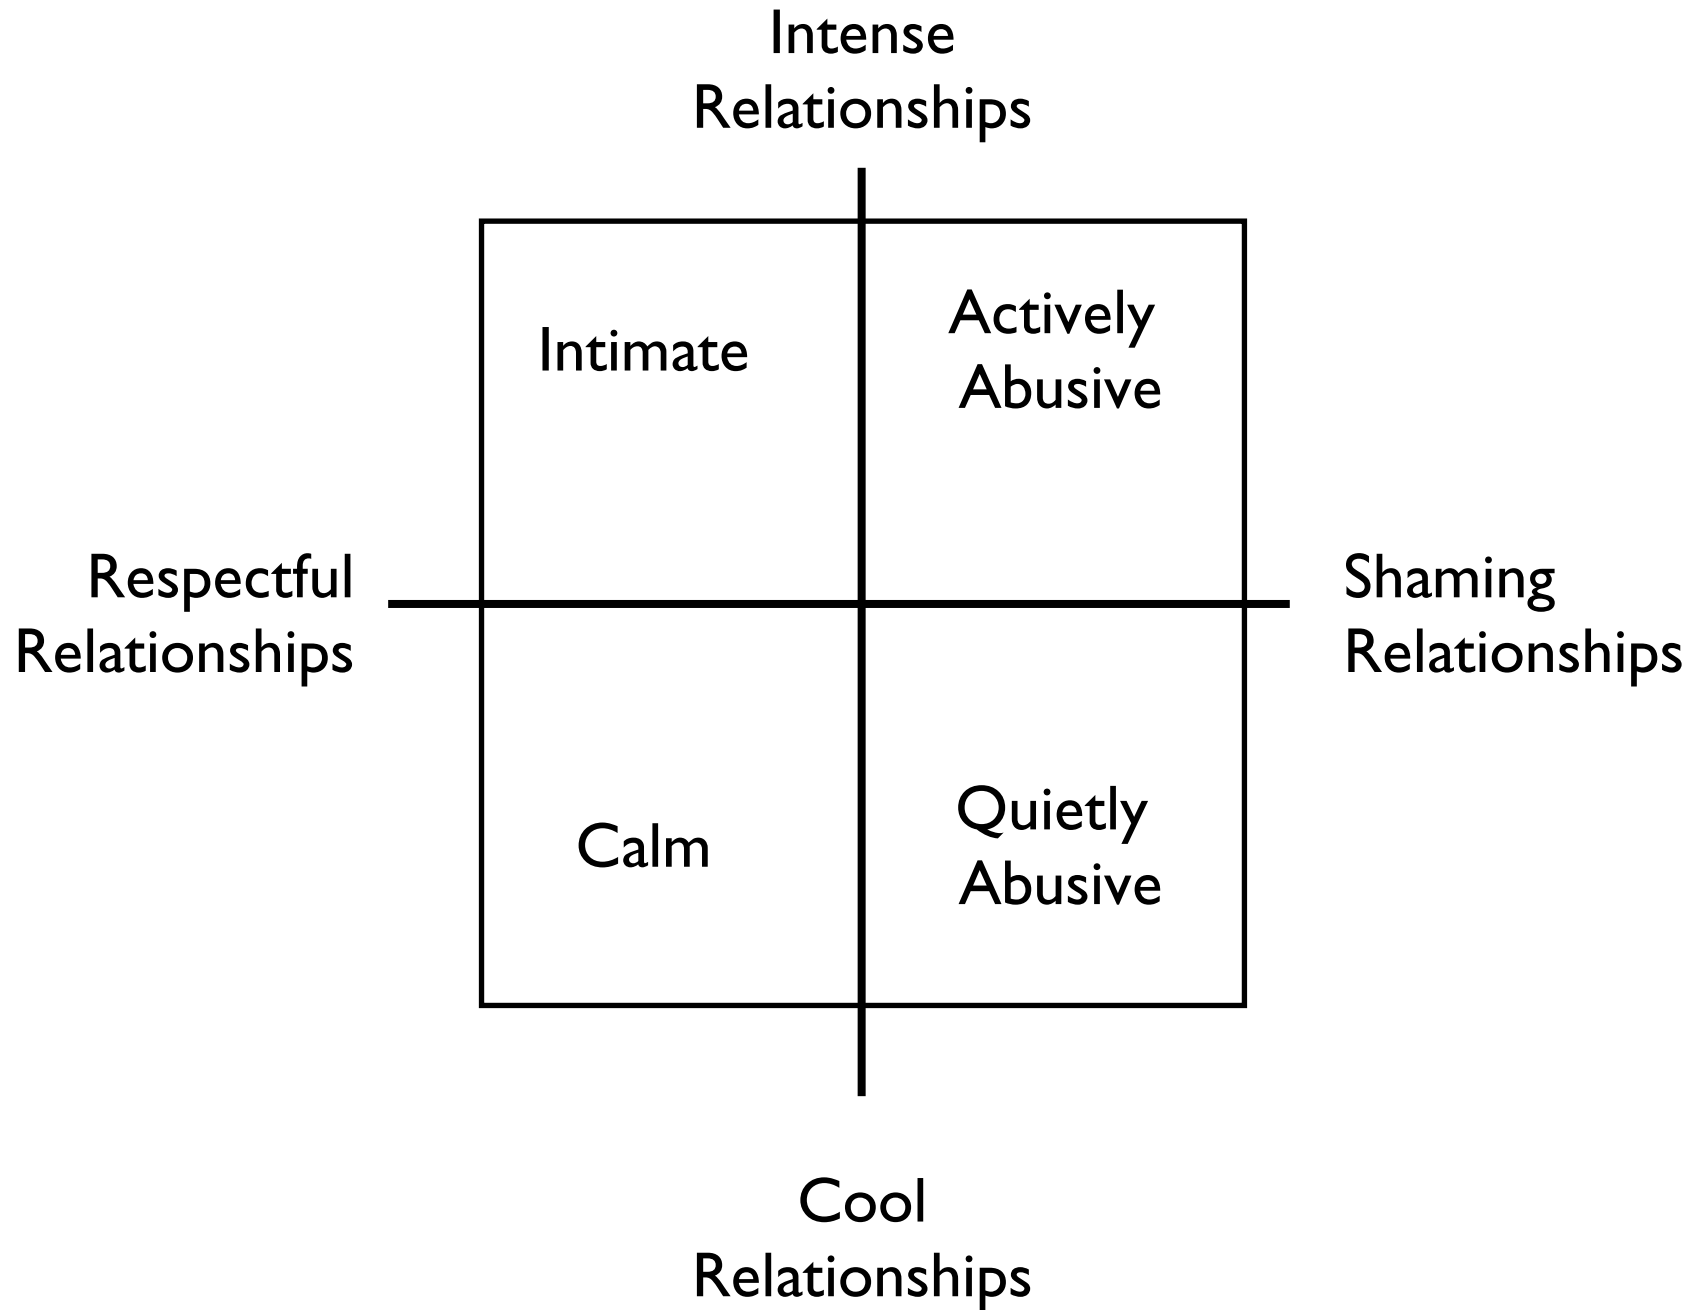 Intense
Relationships
Intimate
Actively
Abusive
Respectful
Relationships
Shaming
Relationships
Calm
Quietly
Abusive
Cool
Relationships